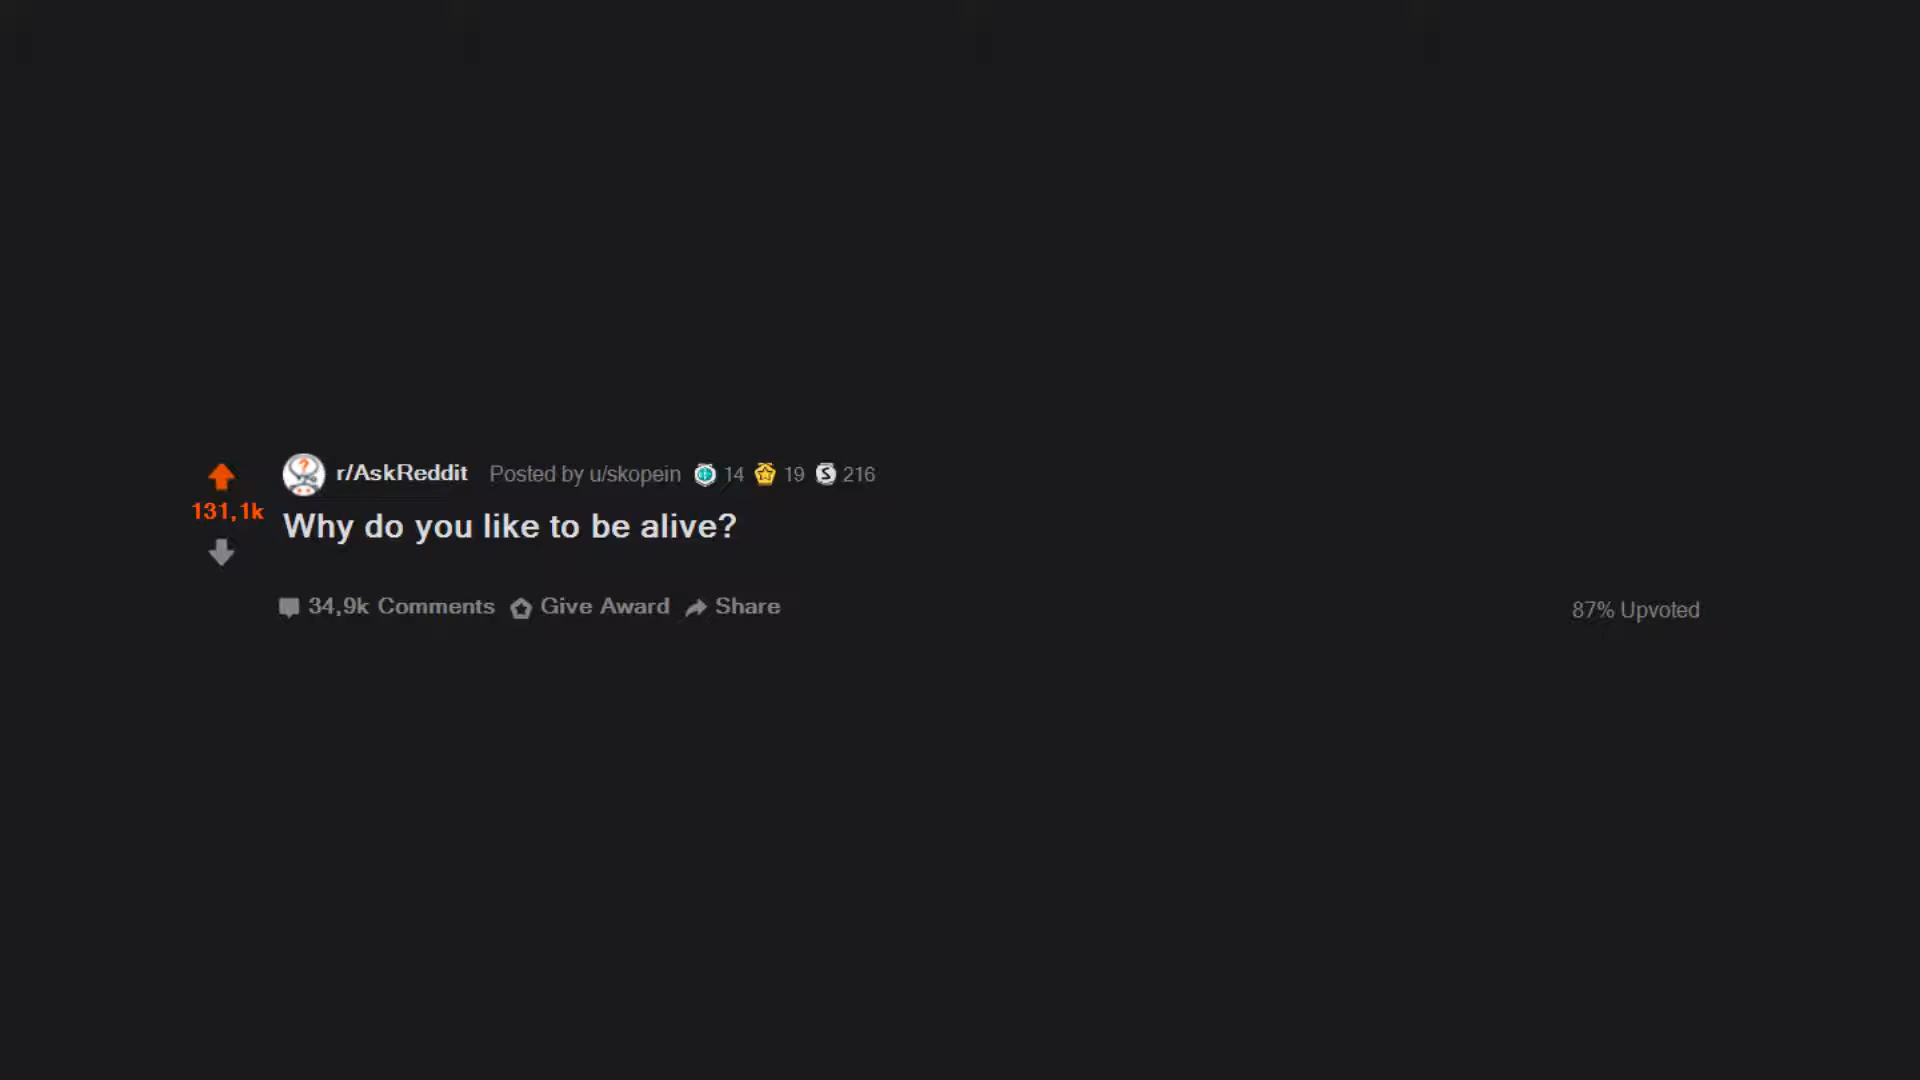 r/AskReddit Posted by u/skopein 14 19 216
131,1k
Why do you like to be alive?
34,9k Comments Give Award Share
87% Upvoted